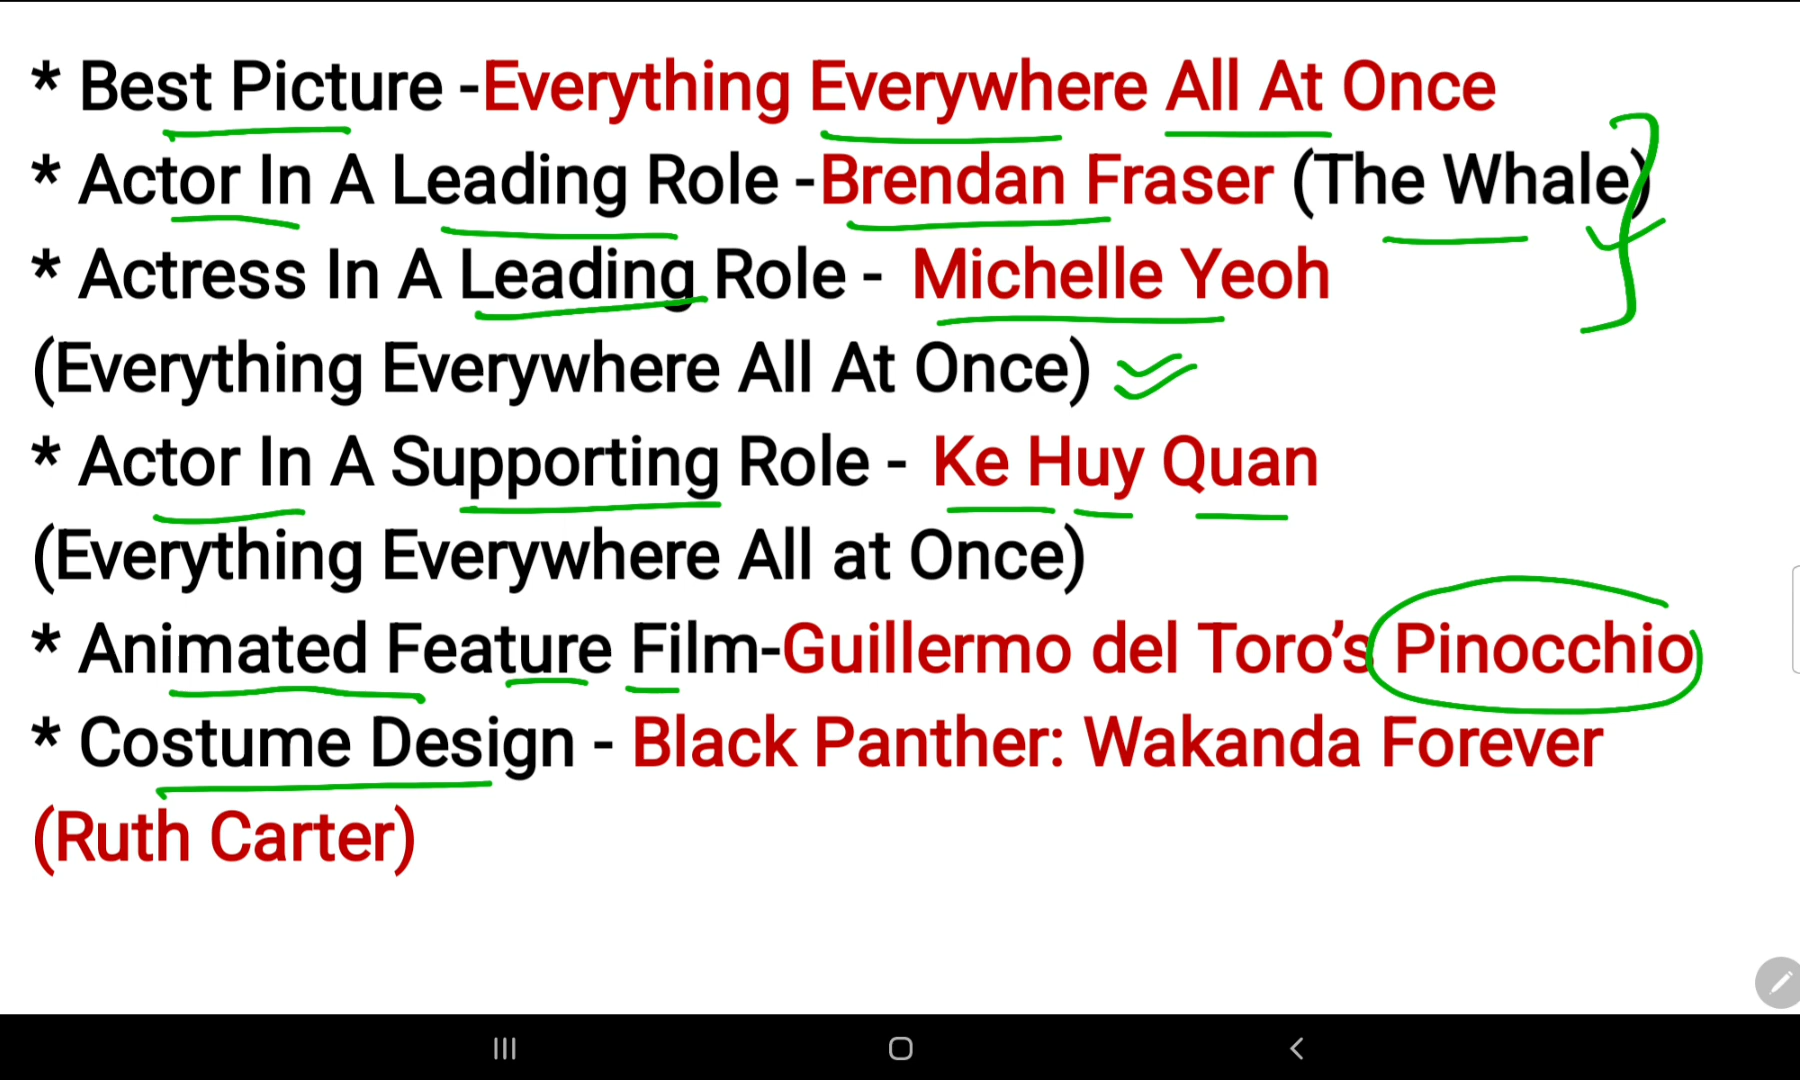 * Best Picture -Everything Everywhere All At Once
* Actor In A Leading Role -Brendan Fraser (The Whale)
* Actress In A Leading Role - Michelle Yeoh
(Everything Everywhere All At Once)
* Actor In A Supporting Role - Ke Huy Quan
(Everything Everywhere All at Once)
* Animated Feature Film-Guillermo del Toro’s Pinocchio
* Costume Design - Black Panther: Wakanda Forever
(Ruth Carter)